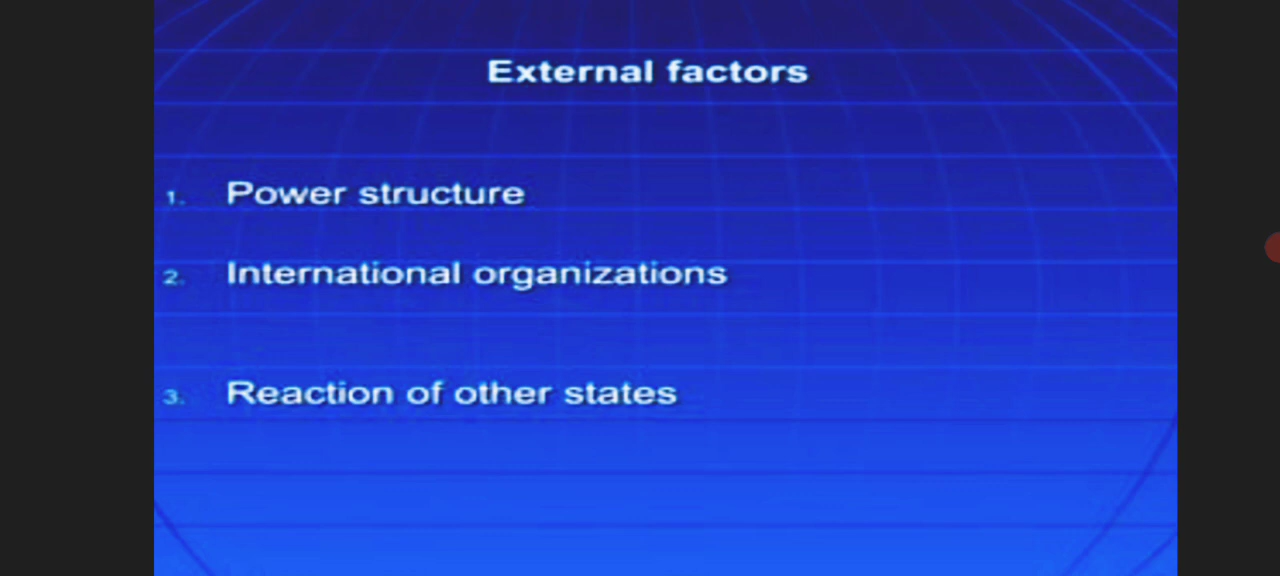 External factors
1. Power structure
2. International organizations
3. Reaction of other states